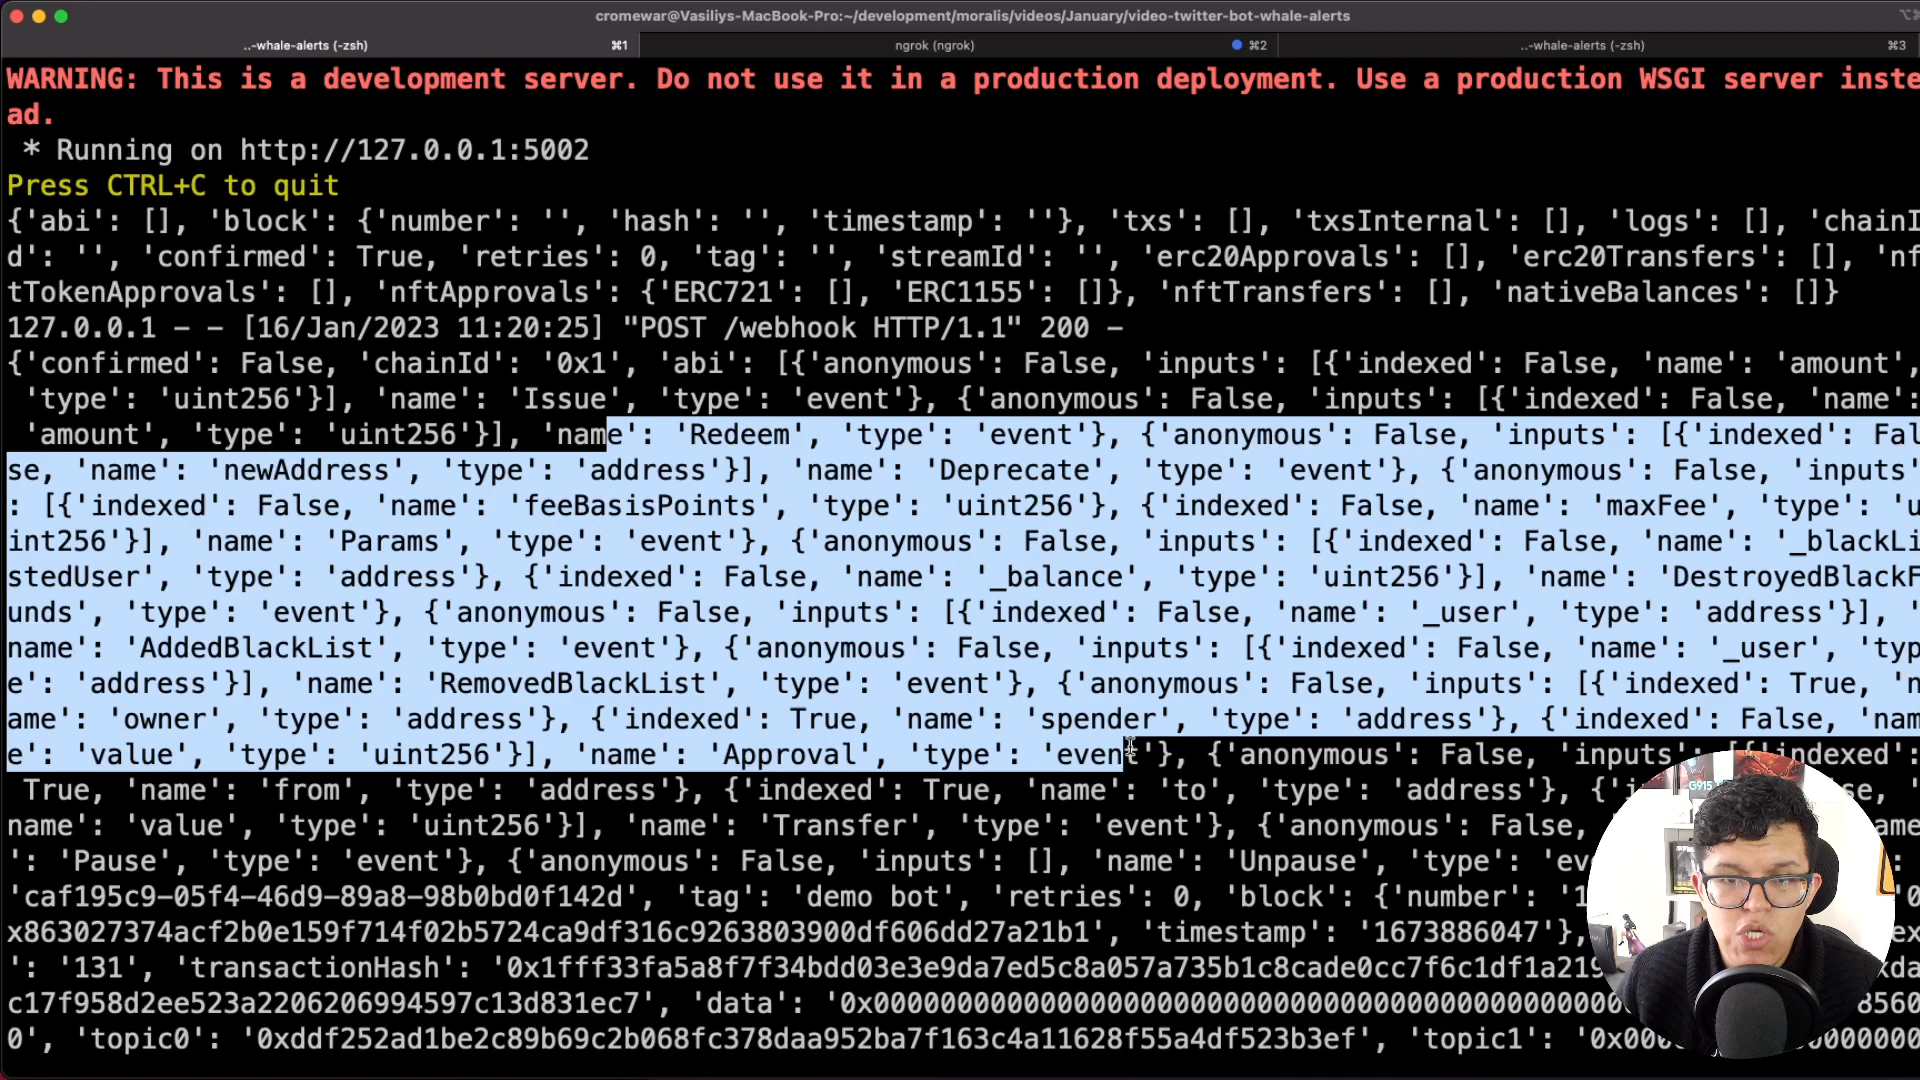 cromewar@Vasiliys-MacBook-Pro:~/development/moralis/videos/January/video-twitter-bot-whale-alerts
..-whale-alerts (-zsh) ⌘1 ngrok (ngrok) ⌘2 ..-whale-alerts (-zsh) ⌘3
WARNING: This is a development server. Do not use it in a production deployment. Use a production WSGI server inste
ad.
* Running on http://127.0.0.1:5002
Press CTRL+C to quit
{'abi': [], 'block': {'number': '', 'hash': '', 'timestamp': ''}, 'txs': [], 'txsInternal': [], 'logs': [], 'chainI
d': '', 'confirmed': True, 'retries': 0, 'tag': '', 'streamId': '', 'erc20Approvals': [], 'erc20Transfers': [], 'nf
tTokenApprovals': [], 'nftApprovals': {'ERC721': [], 'ERC1155': []}, 'nftTransfers': [], 'nativeBalances': []}
127.0.0.1 - - [16/Jan/2023 11:20:25] "POST /webhook HTTP/1.1" 200 -
{'confirmed': False, 'chainId': '0x1', 'abi': [{'anonymous': False, 'inputs': [{'indexed': False, 'name': 'amount',
'type': 'uint256'}], 'name': 'Issue', 'type': 'event'}, {'anonymous': False, 'inputs': [{'indexed': False, 'name':
'amount', 'type': 'uint256'}], 'name': 'Redeem', 'type': 'event'}, {'anonymous': False, 'inputs': [{'indexed': Fal
se, 'name': 'newAddress', 'type': 'address'}], 'name': 'Deprecate', 'type': 'event'}, {'anonymous': False, 'inputs'
: [{'indexed': False, 'name': 'feeBasisPoints', 'type': 'uint256'}, {'indexed': False, 'name': 'maxFee', 'type': 'u
int256'}], 'name': 'Params', 'type': 'event'}, {'anonymous': False, 'inputs': [{'indexed': False, 'name': '_blackLi
stedUser', 'type': 'address'}, {'indexed': False, 'name': '_balance', 'type': 'uint256'}], 'name': 'DestroyedBlackF
unds', 'type': 'event'}, {'anonymous': False, 'inputs': [{'indexed': False, 'name': '_user', 'type': 'address'}], '
name': 'AddedBlackList', 'type': 'event'}, {'anonymous': False, 'inputs': [{'indexed': False, 'name': '_user', 'typ
e': 'address'}], 'name': 'RemovedBlackList', 'type': 'event'}, {'anonymous': False, 'inputs': [{'indexed': True, 'n
ame': 'owner', 'type': 'address'}, {'indexed': True, 'name': 'spender', 'type': 'address'}, {'indexed': False, 'nam
e': 'value', 'type': 'uint256'}], 'name': 'Approval', 'type': 'event'}, {'anonymous': False, 'inputs': [{'indexed':
True, 'name': 'from', 'type': 'address'}, {'indexed': True, 'name': 'to', 'type': 'address'}, {'i
name': 'value', 'type': 'uint256'}], 'name': 'Transfer', 'type': 'event'}, {'anonymous': False,
': 'Pause', 'type': 'event'}, {'anonymous': False, 'inputs': [], 'name': 'Unpause', 'type':
'caf195c9-05f4-46d9-89a8-98b0bd0f142d', 'tag': 'demo bot', 'retries': 0, 'block': {'number':
x863027374acf2b0e159f714f02b5724ca9df316c9263803900df606dd27a21b1', 'timestamp': '1673886047'},
': '131', 'transactionHash': '0x1fff33fa5a8f7f34bdd03e3e9da7ed5c8a057a735b1c8cade0cc7f6c1df1a219
c17f958d2ee523a2206206994597c13d831ec7', 'data': '0x00000000000000000000000000000000000000000000000
0', 'topic0': '0xddf252ad1be2c89b69c2b068fc378daa952ba7f163c4a11628f55a4df523b3ef', 'topic1': '0x000